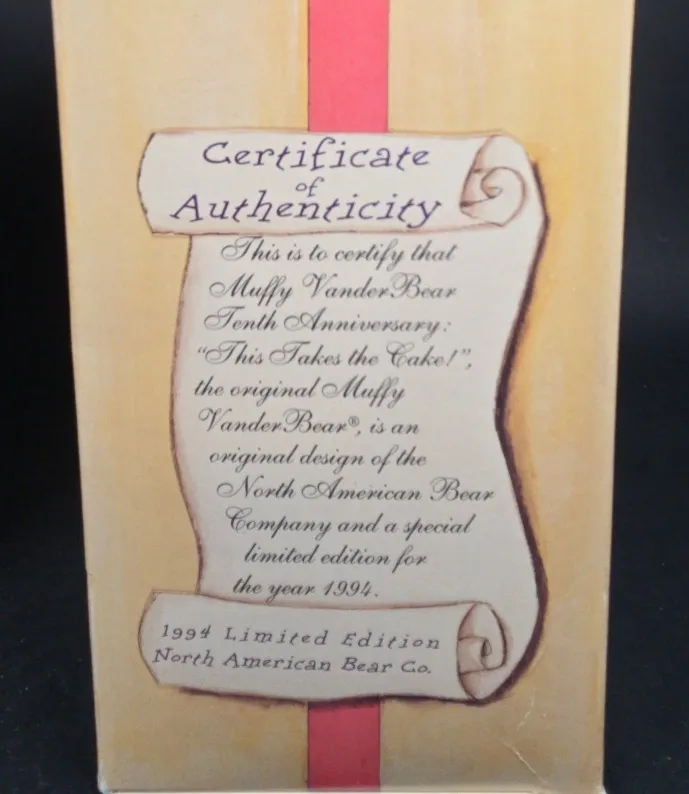 Certificate
of
Authenticity
This is to certify that
Muffy VanderBear
Tenth Anniversary:
"This Takes the Cake!",
the original Muffy
VanderBear®, is an
original design of the
North American Bear
Company and a special
limited edition for
the year 1994.
1994 Limited Edition
North American Bear Co.